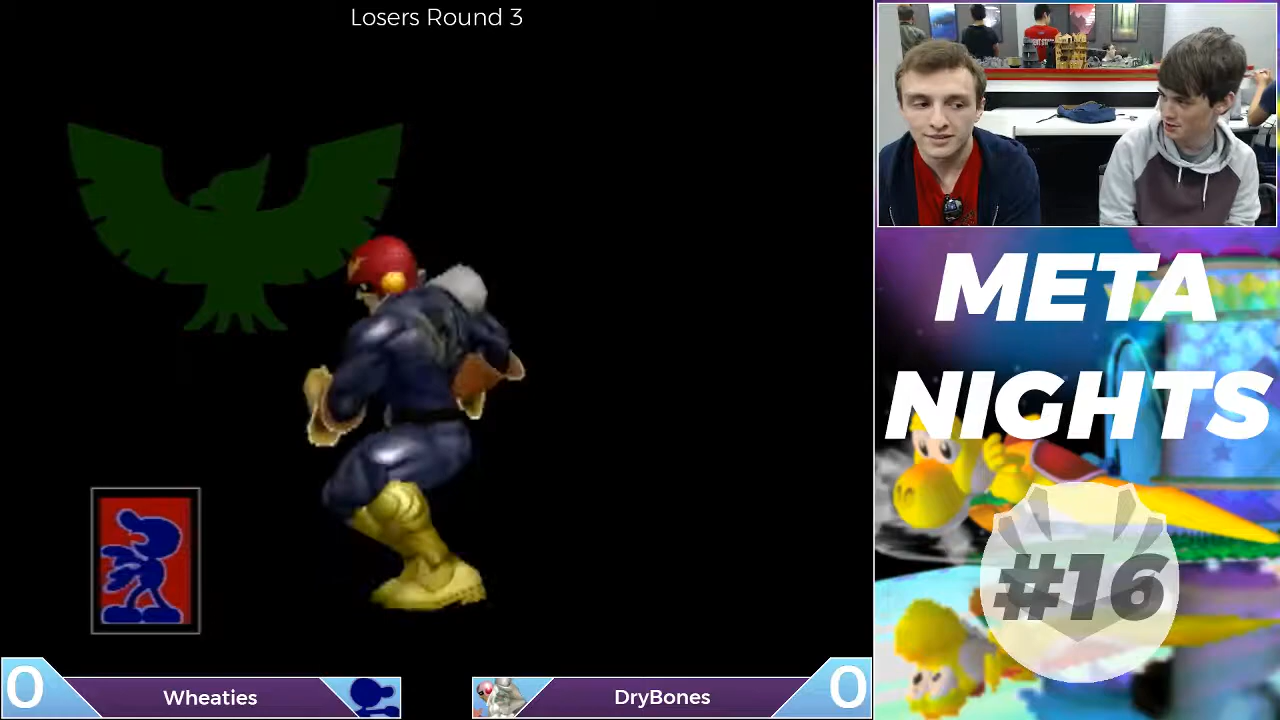 Losers Round 3
META
NIGHTS
#16
0
Wheaties
DryBones
0